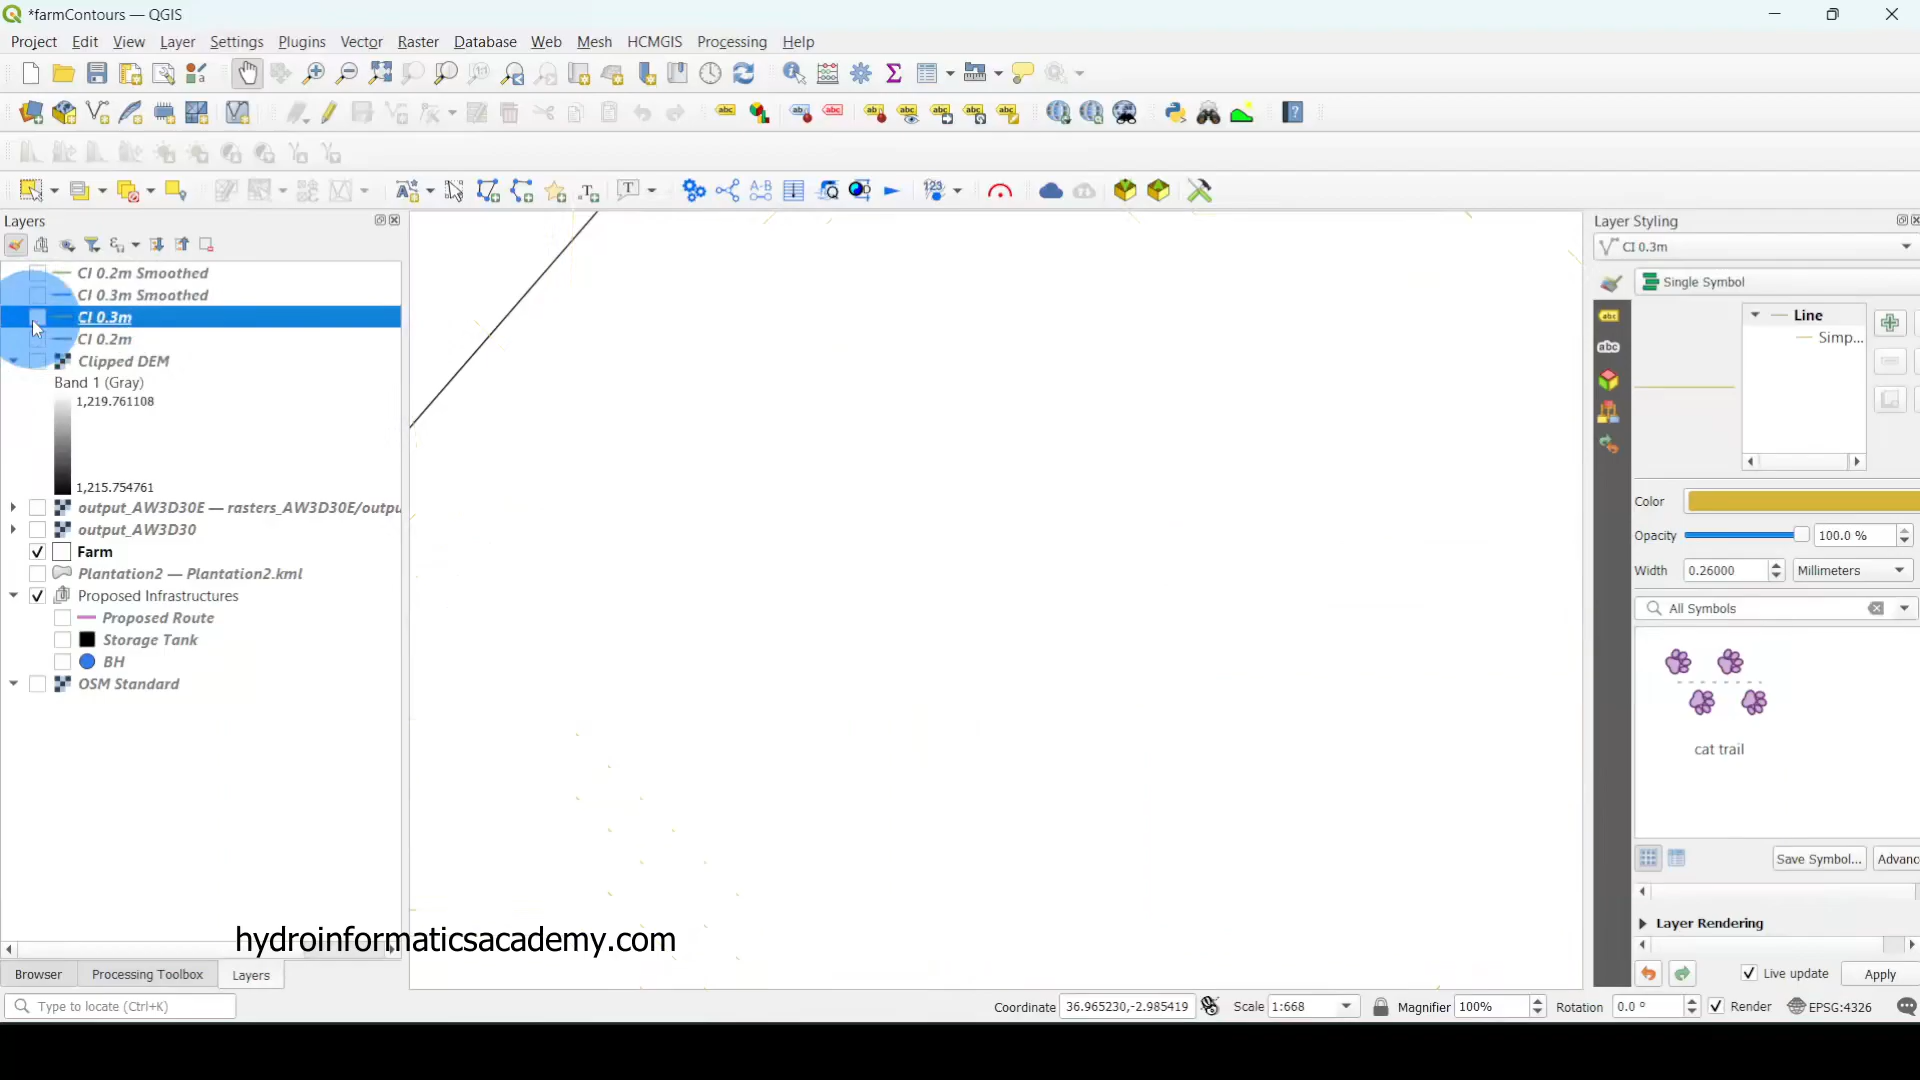 *farmContours — QGIS
Project Edit View Layer Settings Plugins Vector Raster Database Web Mesh HCMGIS Processing Help
Layers
CI 0.2m Smoothed
CI 0.3m Smoothed
CI 0.3m
CI 0.2m
Clipped DEM
Band 1 (Gray)
1,219.761108
1,215.754761
output_AW3D30E — rasters_AW3D30E/outpu
output_AW3D30
Farm
Plantation2 — Plantation2.kml
Proposed Infrastructures
Proposed Route
Storage Tank
BH
OSM Standard
hydroinformaticsacademy.com
Browser Processing Toolbox Layers
Type to locate (Ctrl+K)
Layer Styling
CI 0.3m
Single Symbol
Line
Simp...
Color
Opacity 100.0 %
Width 0.26000 Millimeters
All Symbols
cat trail
Save Symbol... Advanc
Layer Rendering
Live update Apply
Coordinate 36.965230,-2.985419 Scale 1:668 Magnifier 100% Rotation 0.0 ° Render EPSG:4326